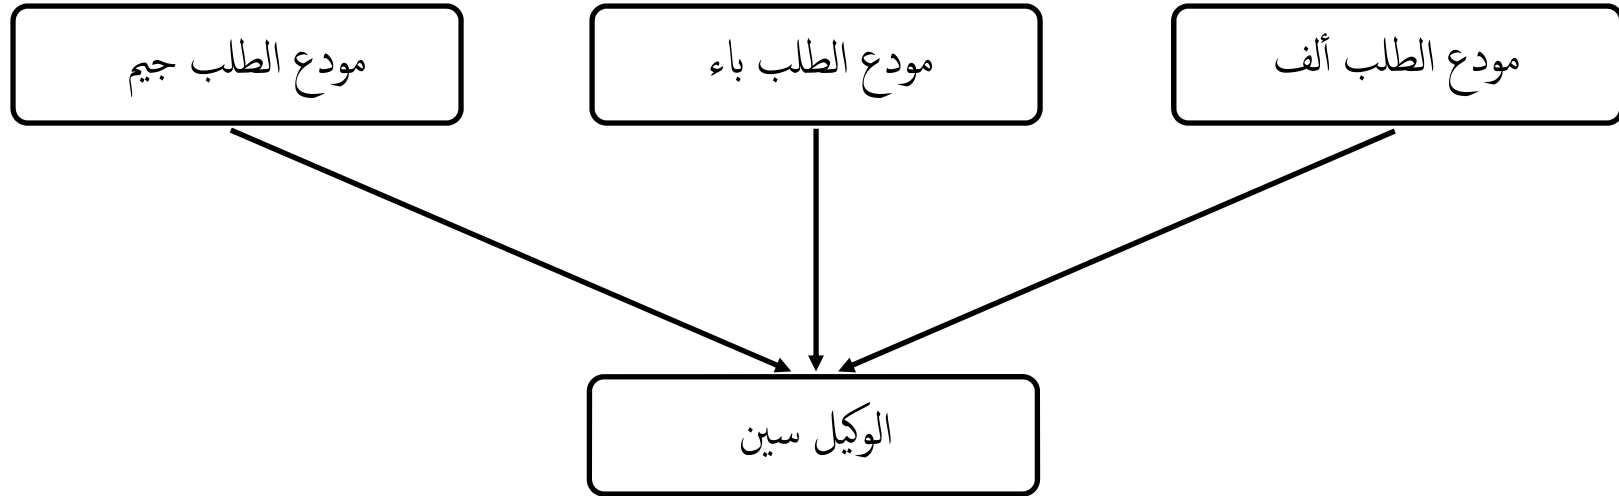 مودع الطلب ألف
مودع الطلب باء
مودع الطلب جيم
الوكيل سين